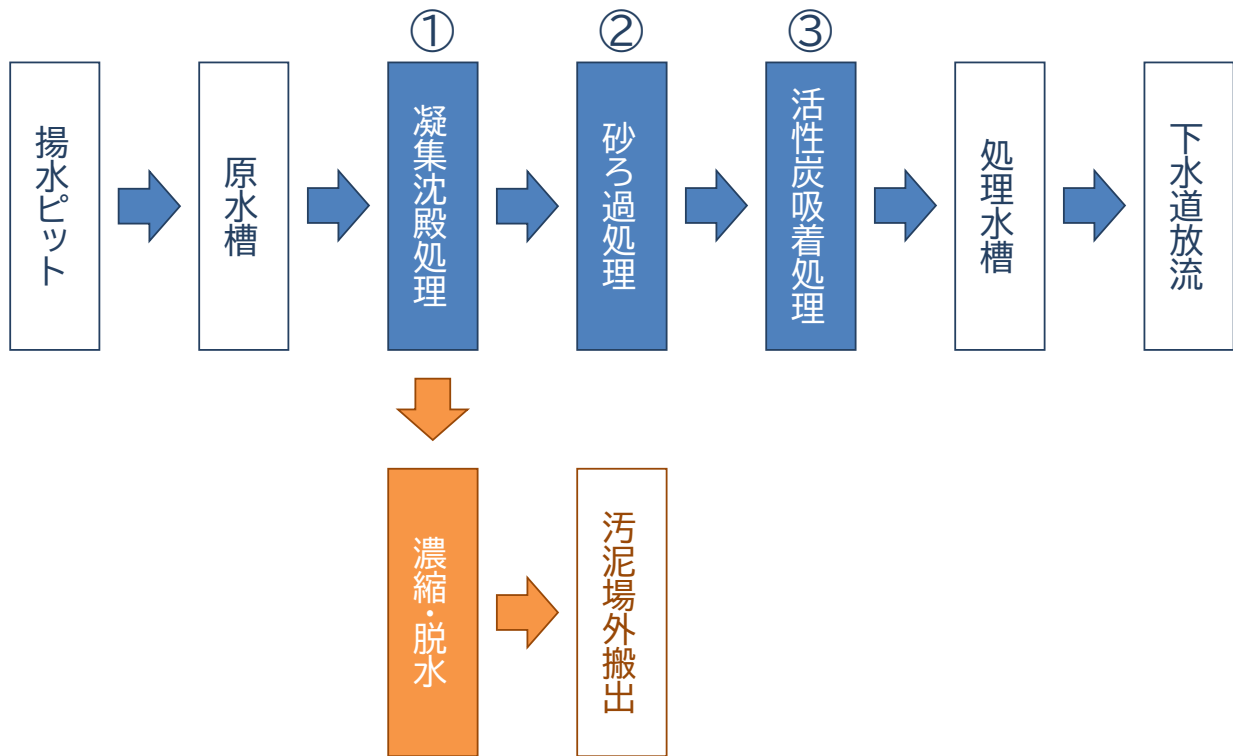 ①
②
③
揚水ピット
原水槽
凝集沈殿処理
砂ろ過処理
活性炭吸着処理
処理水槽
下水道放流
濃縮・脱水
汚泥場外搬出